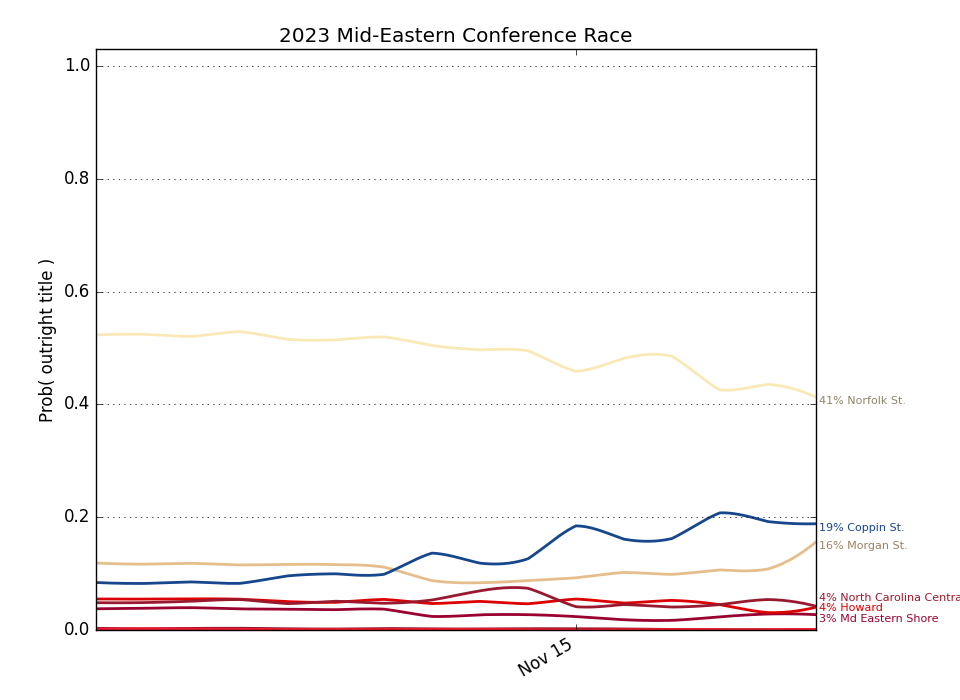 2023 Mid-Eastern Conference Race
Prob( outright title )
1.0
0.8
0.6
0.4
0.2
0.0
Nov 15
41% Norfolk St.
19% Coppin St.
16% Morgan St.
4% North Carolina Centra
4% Howard
3% Md Eastern Shore